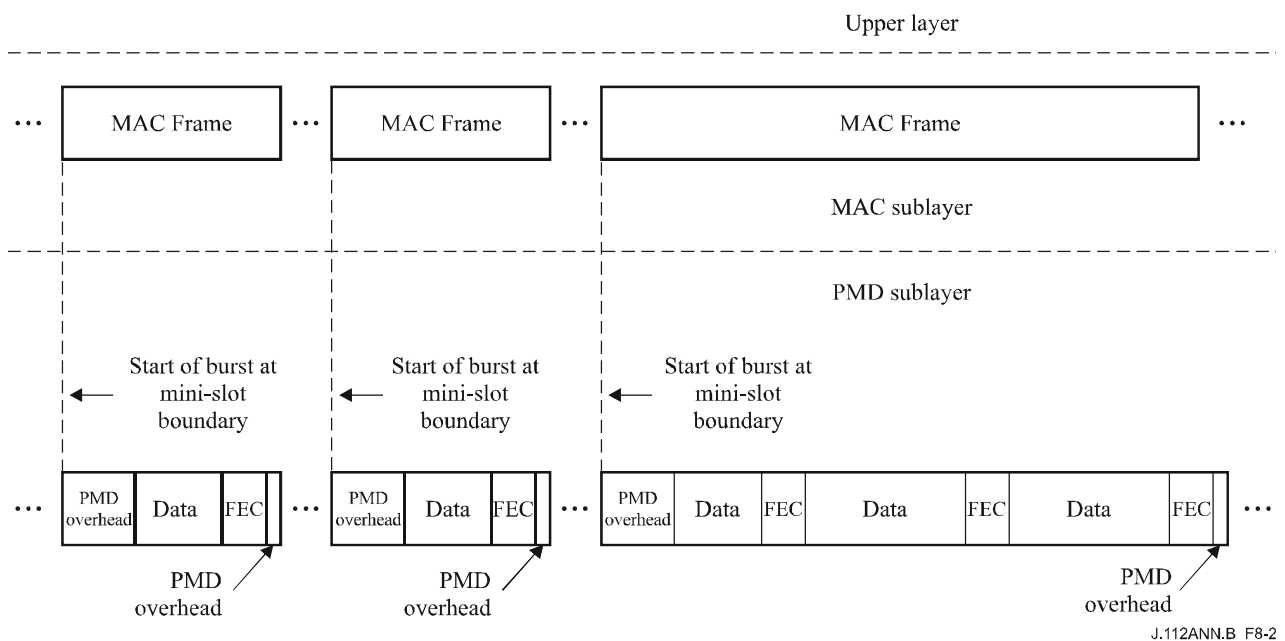 Upper layer
··· MAC Frame ··· MAC Frame ··· MAC Frame ···
MAC sublayer
PMD sublayer
Start of burst at
mini-slot
boundary
Start of burst at
mini-slot
boundary
Start of burst at
mini-slot
boundary
··· PMD
overhead Data FEC ··· PMD
overhead Data FEC ··· PMD
overhead Data FEC Data FEC Data FEC ···
PMD
overhead
PMD
overhead
PMD
overhead
J.112ANN.B_F8-2